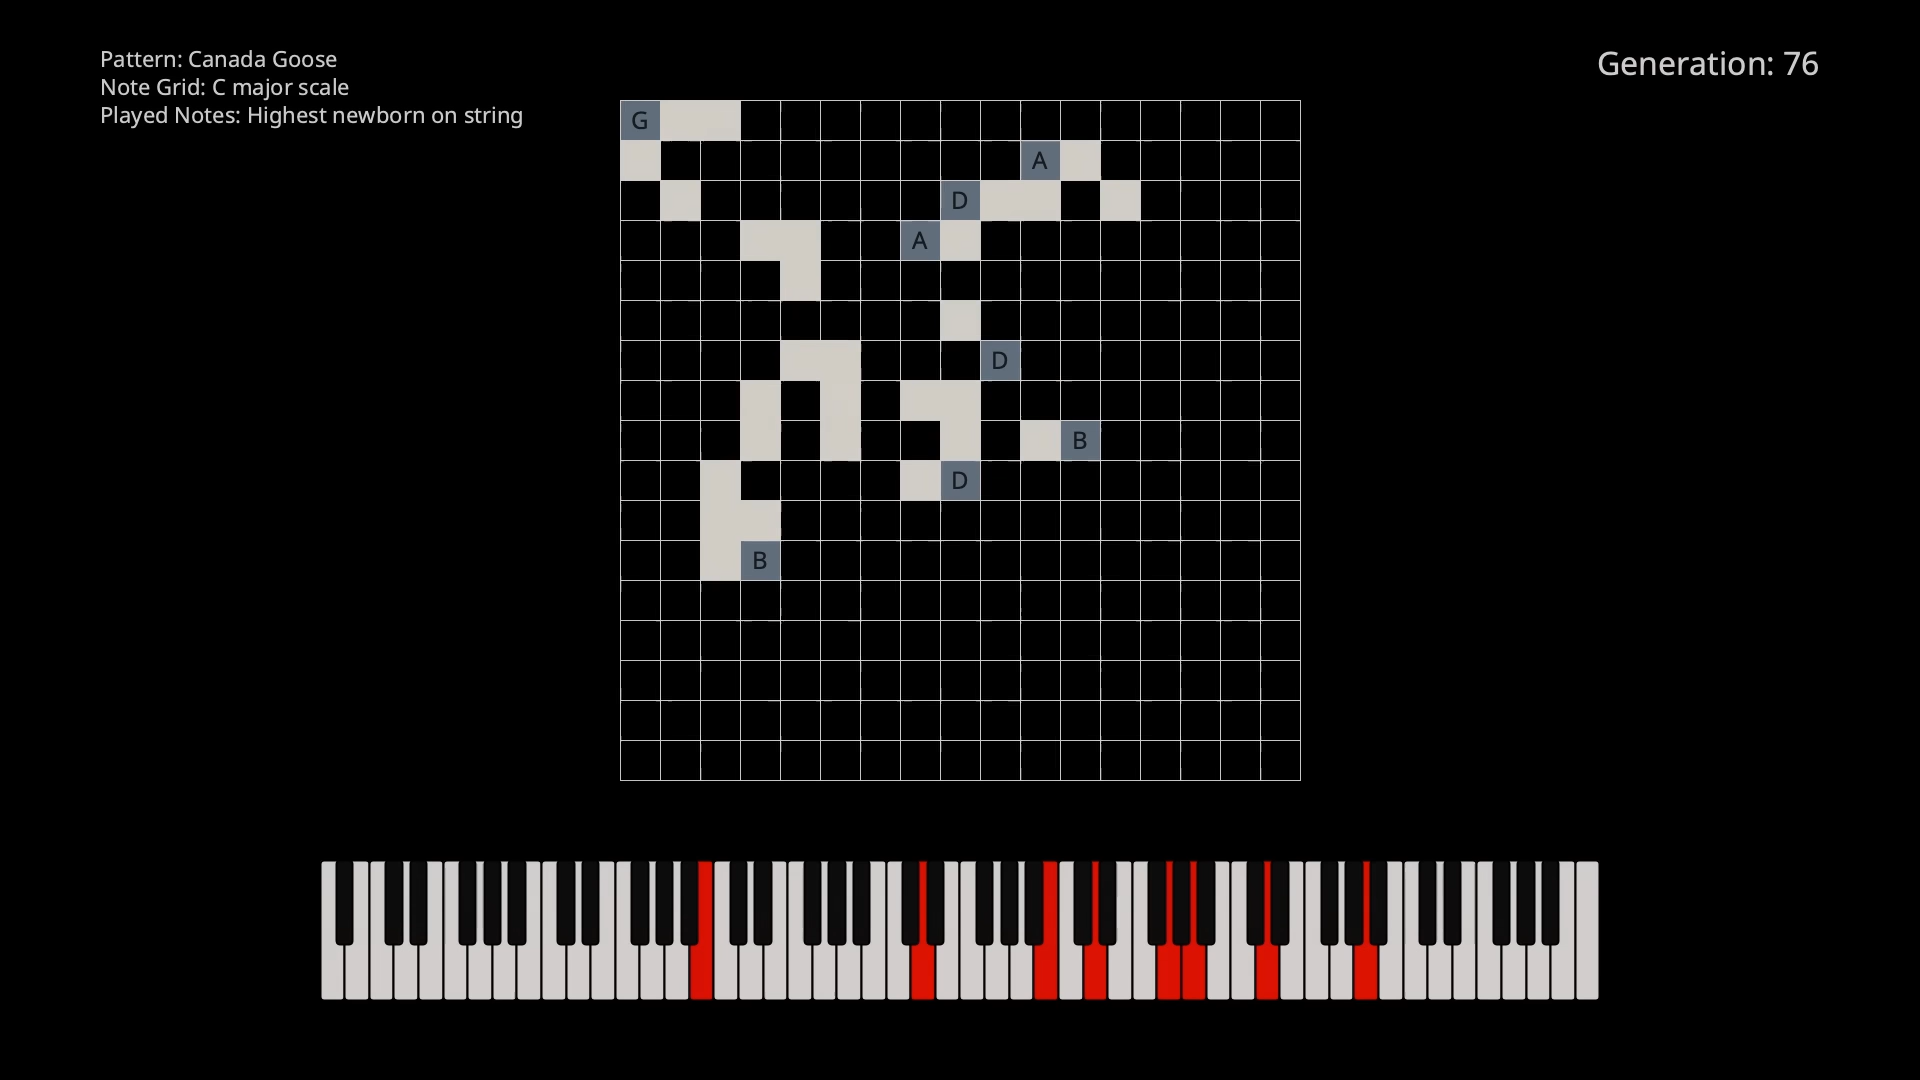 Pattern: Canada Goose
Note Grid: C major scale
Played Notes: Highest newborn on string
Generation: 76
G
A
D
A
D
B
D
B